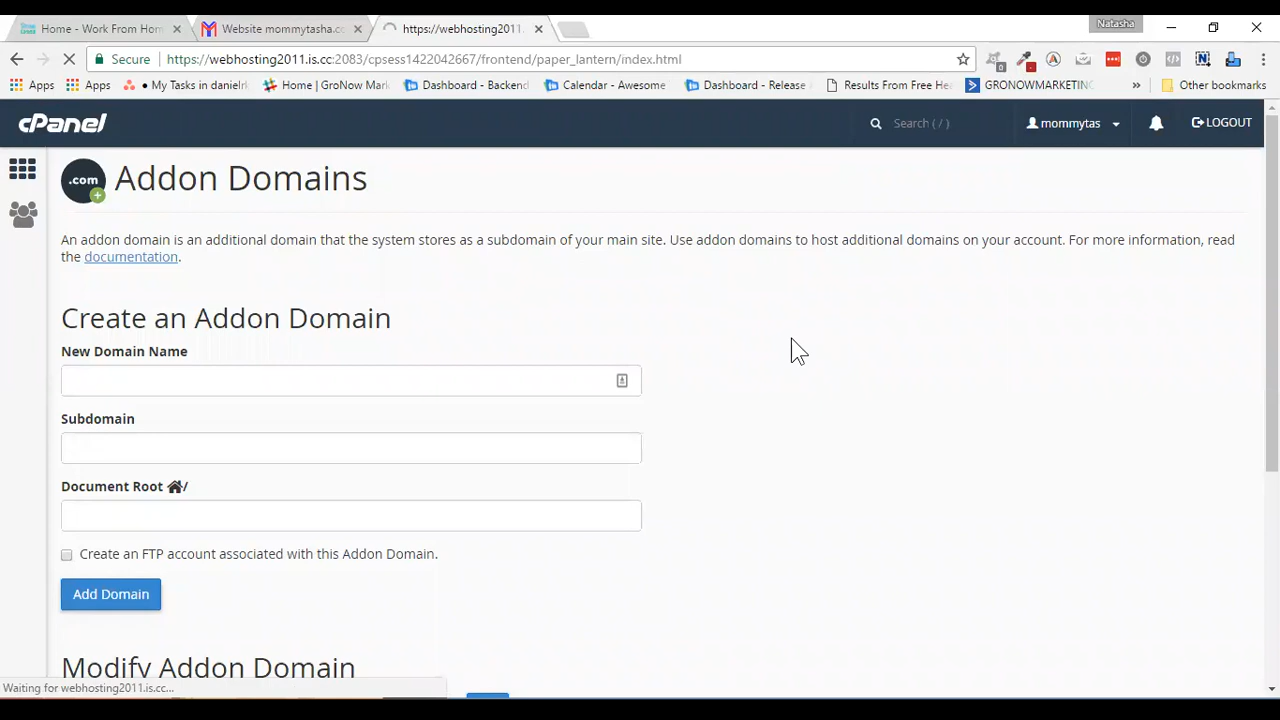 Home - Work From Hom
Website mommytasha.co
https://webhosting2011.
Natasha
Secure
https://webhosting2011.is.cc:2083/cpsess1422042667/frontend/paper_lantern/index.html
Apps
Apps
My Tasks in danielrk
Home | GroNow Mark
Dashboard - Backend
Calendar - Awesome
Dashboard - Release
Results From Free He
GRONOWMARKETING
»
Other bookmarks
cPanel
Search ( / )
mommytas
LOGOUT
.com
Addon Domains
An addon domain is an additional domain that the system stores as a subdomain of your main site. Use addon domains to host additional domains on your account. For more information, read
the documentation.
Create an Addon Domain
New Domain Name
Subdomain
Document Root /
Create an FTP account associated with this Addon Domain.
Add Domain
Modify Addon Domain
Waiting for webhosting2011.is.cc...